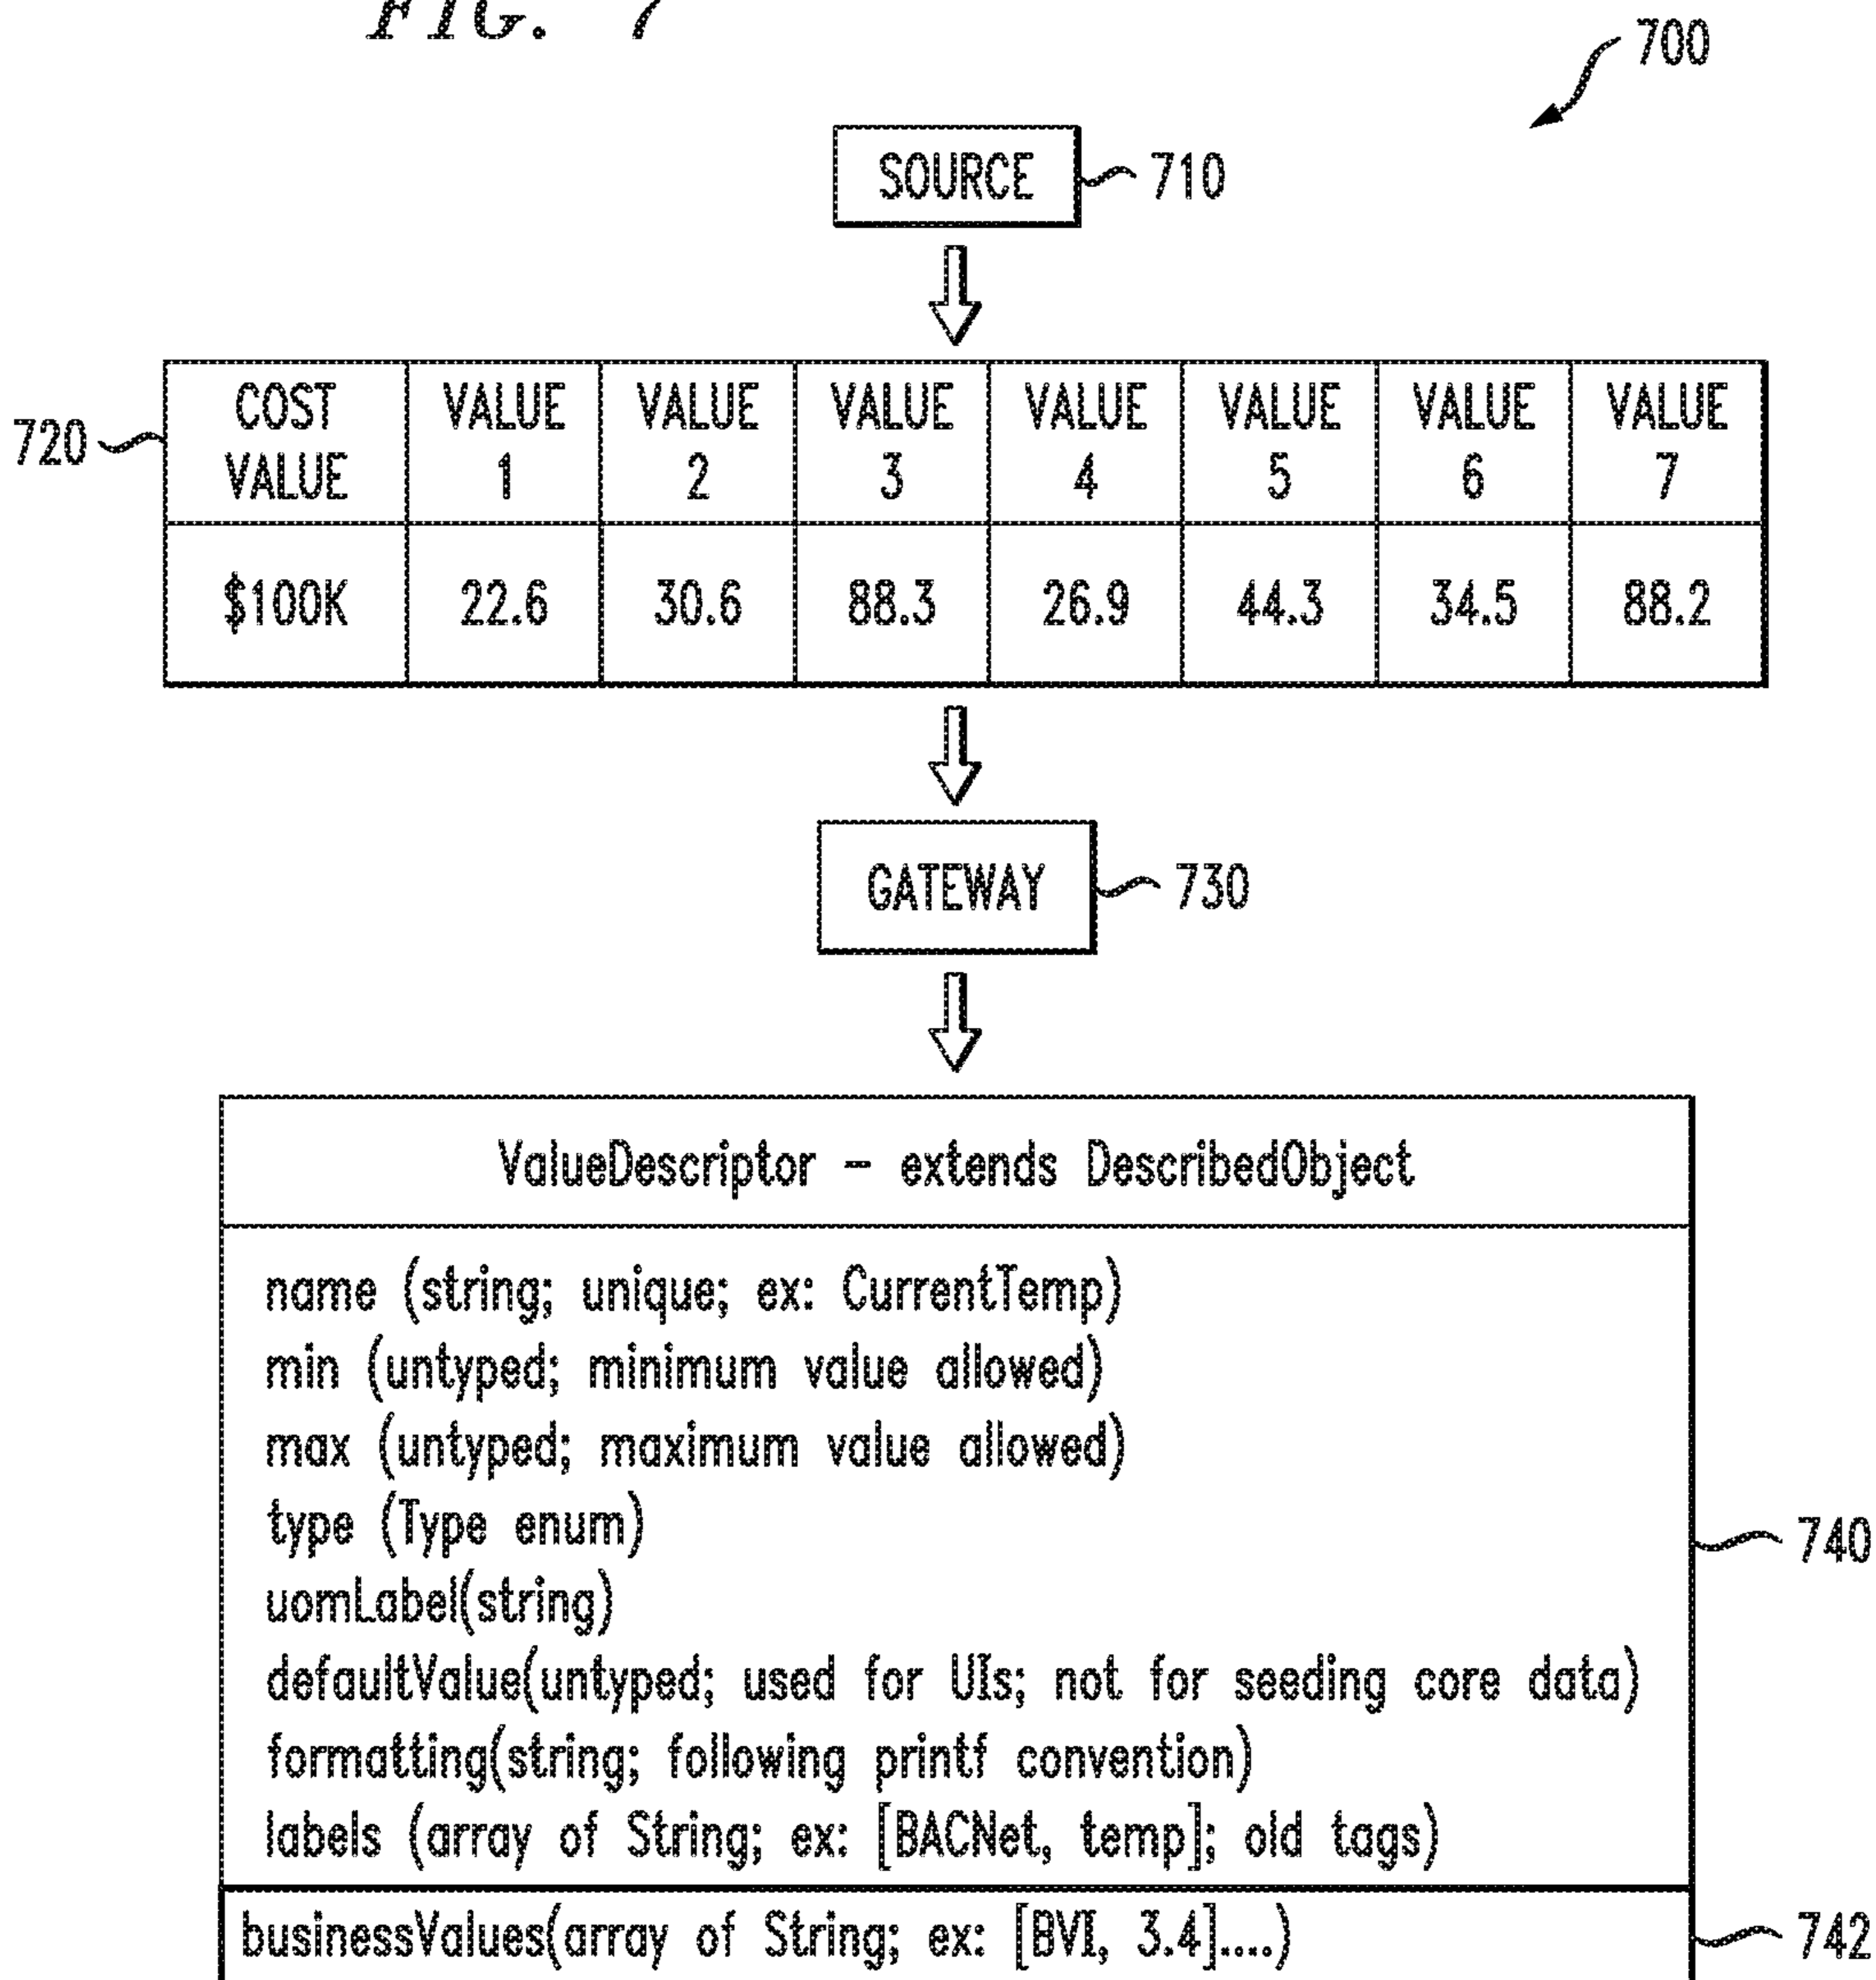 FIG. 7
700
SOURCE
710
720
COST VALUE
VALUE 1
VALUE 2
VALUE 3
VALUE 4
VALUE 5
VALUE 6
VALUE 7
$100K
22.6
30.6
88.3
26.9
44.3
34.5
88.2
GATEWAY
730
ValueDescriptor – extends DescribedObject
name (string; unique; ex: CurrentTemp)
min (untyped; minimum value allowed)
max (untyped; maximum value allowed)
type (Type enum)
uomLabel(string)
defaultValue(untyped; used for UIs; not for seeding core data)
formatting(string; following printf convention)
labels (array of String; ex: [BACNet, temp]; old tags)
740
businessValues(array of String; ex: [BVI, 3.4]....)
742